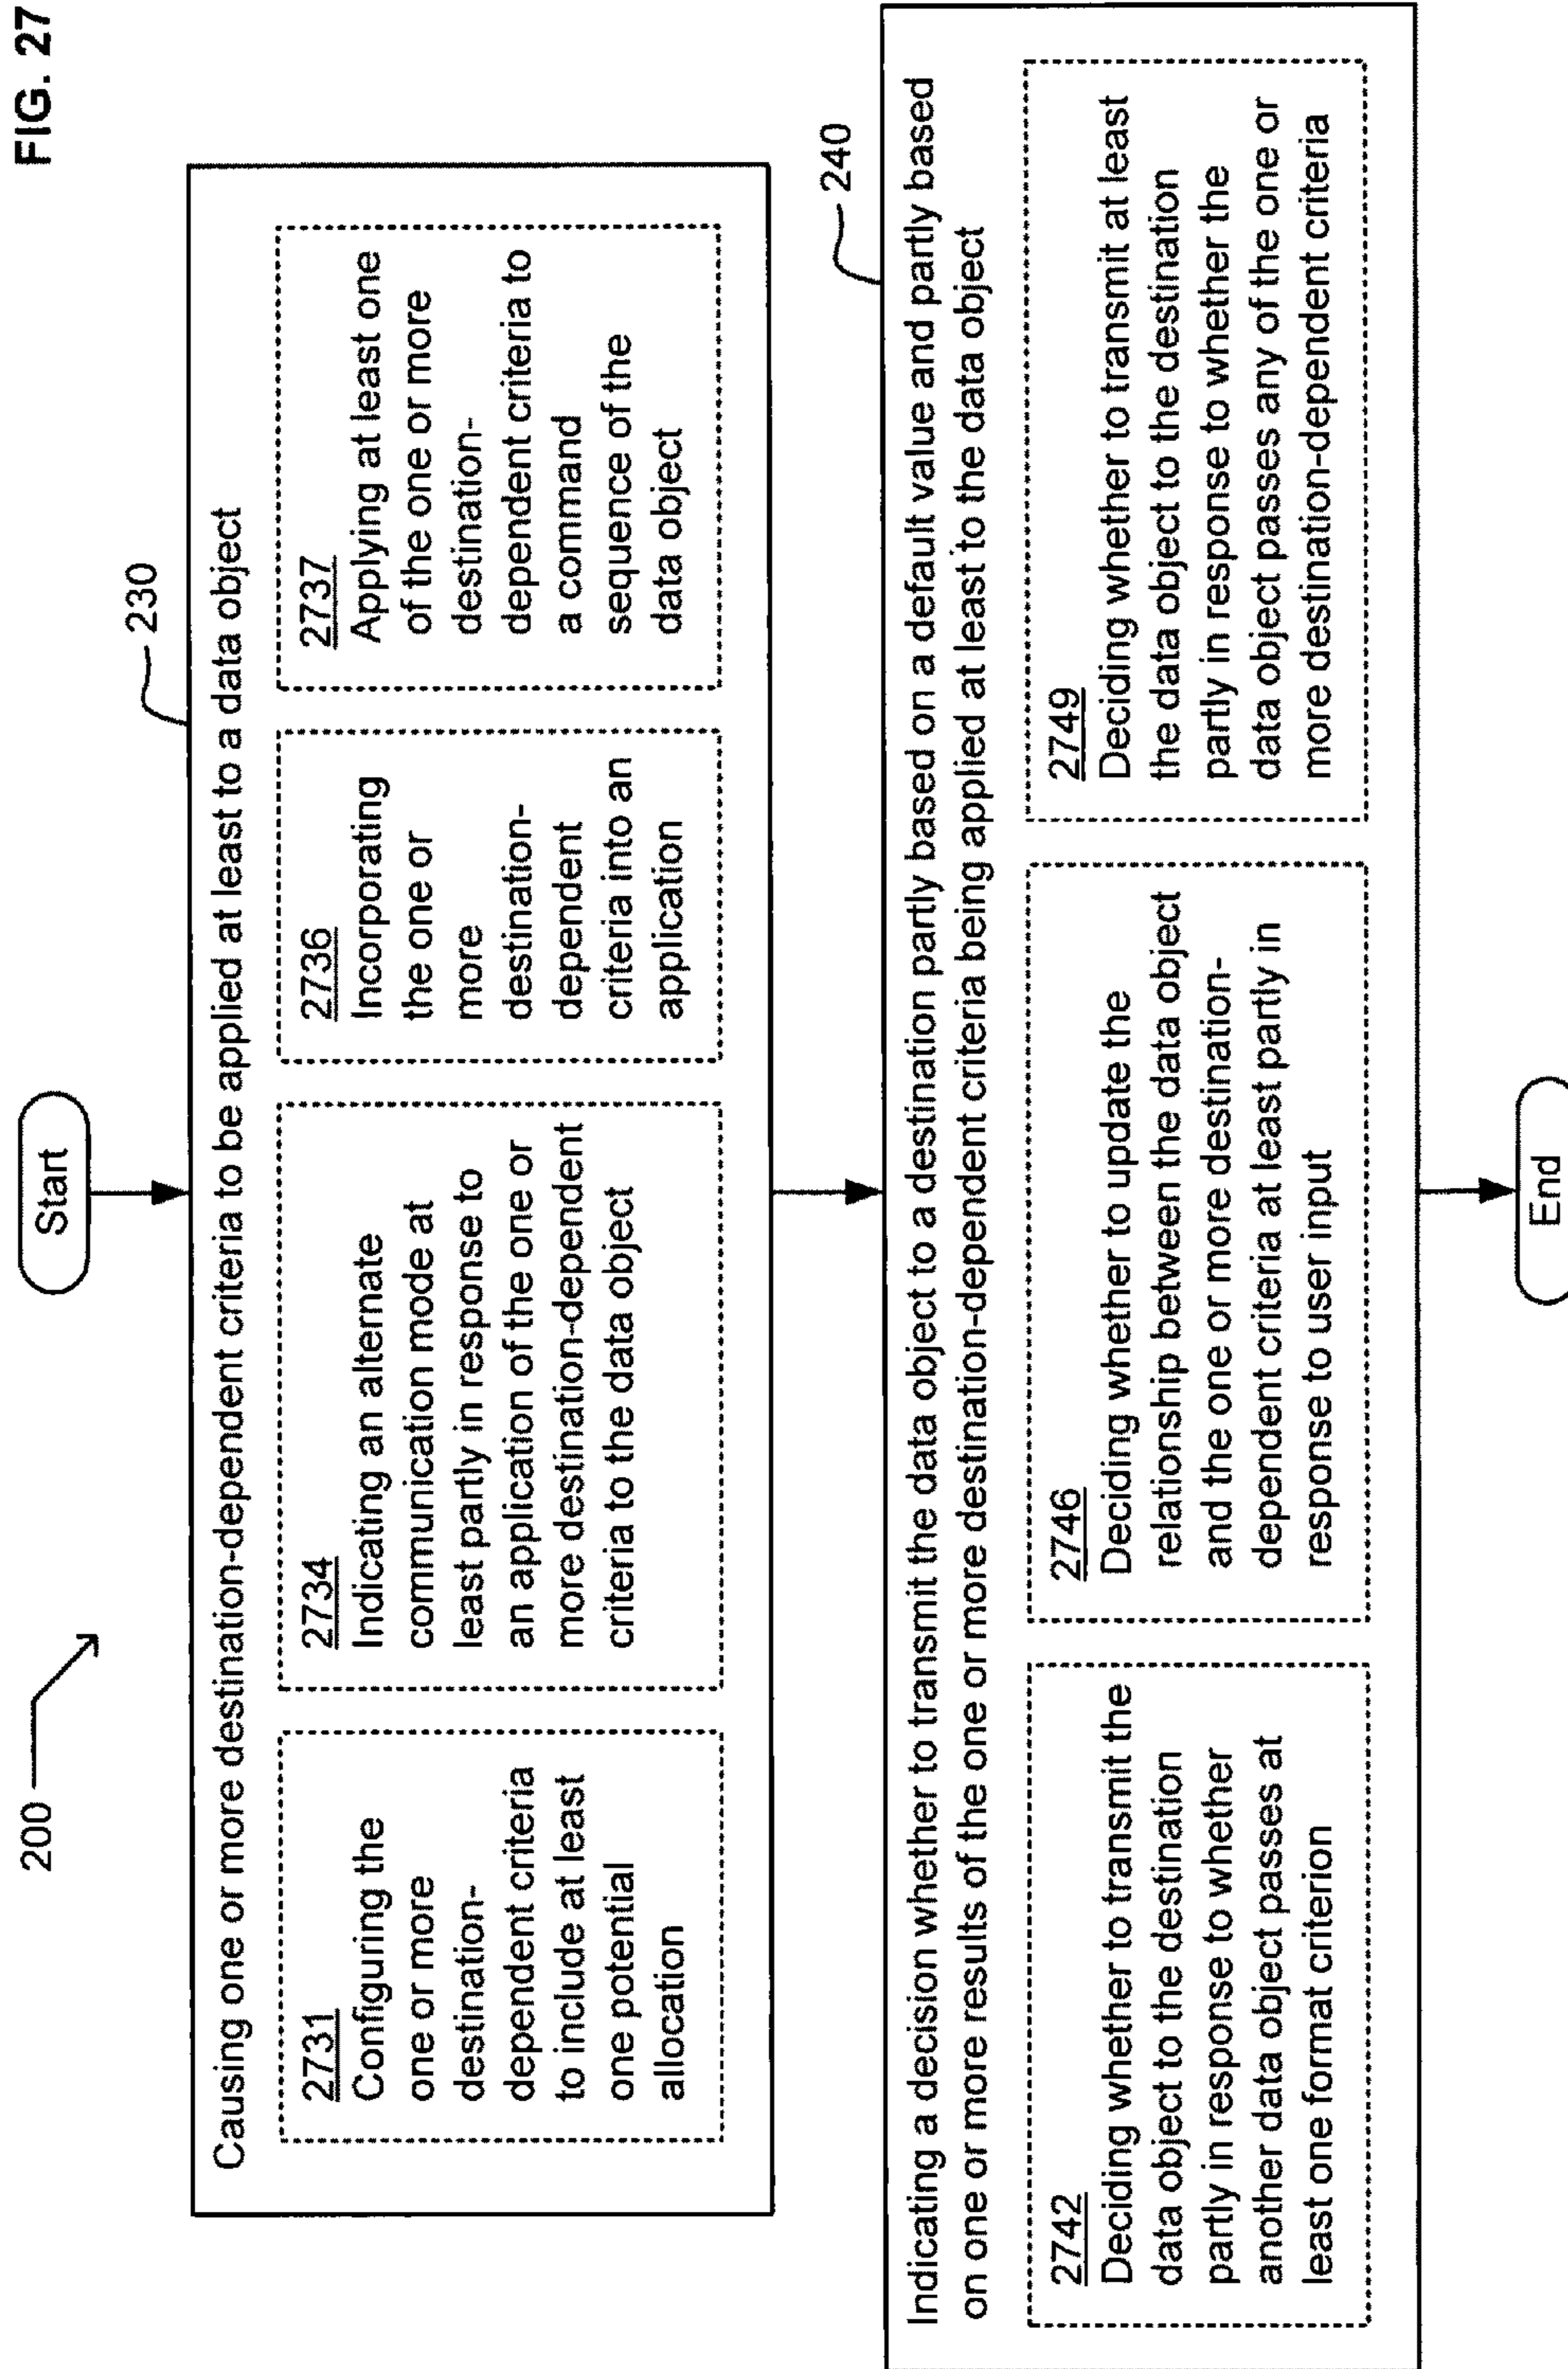 FIG. 27
200
Start
230
Causing one or more destination-dependent criteria to be applied at least to a data object
2731
Configuring the
one or more
destination-
dependent criteria
to include at least
one potential
allocation
2734
Indicating an alternate
communication mode at
least partly in response to
an application of the one or
more destination-dependent
criteria to the data object
2736
Incorporating
the one or
more
destination-
dependent
criteria into an
application
2737
Applying at least one
of the one or more
destination-
dependent criteria to
a command
sequence of the
data object
240
Indicating a decision whether to transmit the data object to a destination partly based on a default value and partly based
on one or more results of the one or more destination-dependent criteria being applied at least to the data object
2742
Deciding whether to transmit the
data object to the destination
partly in response to whether
another data object passes at
least one format criterion
2746
Deciding whether to update the
relationship between the data object
and the one or more destination-
dependent criteria at least partly in
response to user input
2749
Deciding whether to transmit at least
the data object to the destination
partly in response to whether the
data object passes any of the one or
more destination-dependent criteria
End